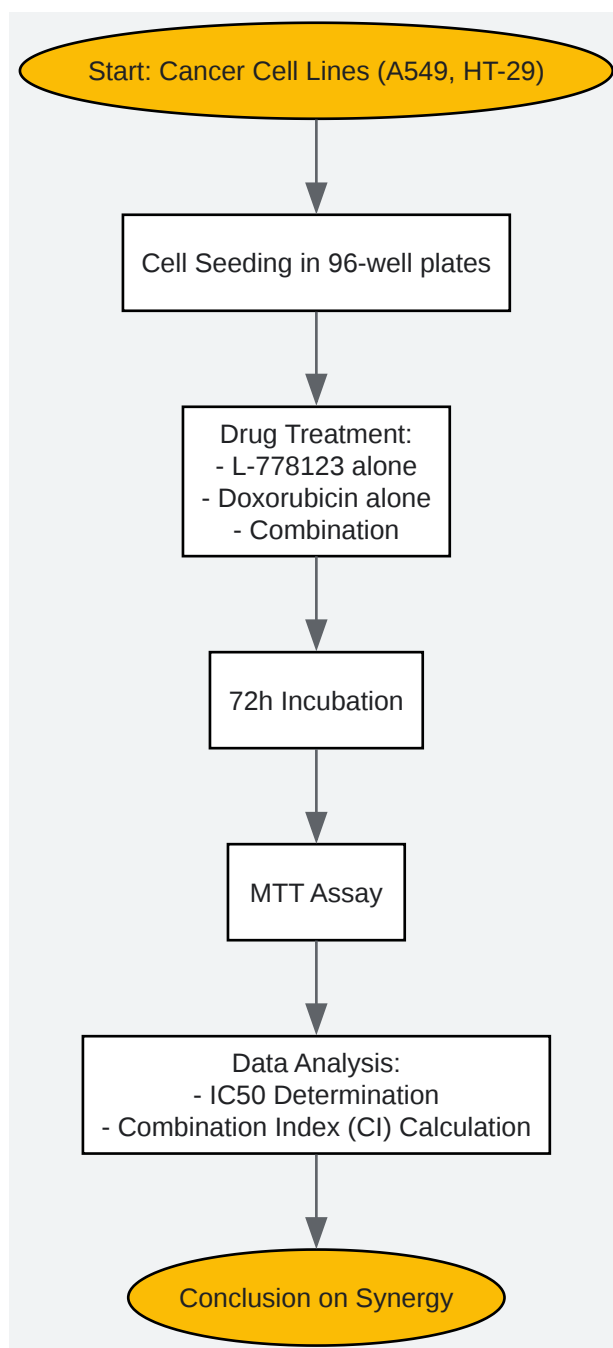 Start: Cancer Cell Lines (A549, HT-29)
Cell Seeding in 96-well plates
Drug Treatment:
- L-778123 alone
- Doxorubicin alone
- Combination
72h Incubation
MTT Assay
Data Analysis:
- IC50 Determination
- Combination Index (CI) Calculation
Conclusion on Synergy